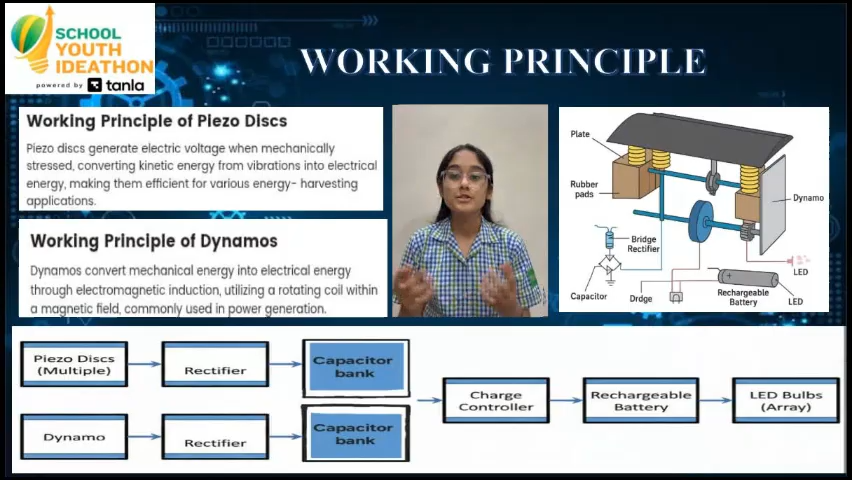 SCHOOL
YOUTH
IDEATHON
powered by tanla
WORKING PRINCIPLE
Working Principle of Piezo Discs
Piezo discs generate electric voltage when mechanically
stressed, converting kinetic energy from vibrations into electrical
energy, making them efficient for various energy- harvesting
applications.
Working Principle of Dynamos
Dynamos convert mechanical energy into electrical energy
through electromagnetic induction, utilizing a rotating coil within
a magnetic field, commonly used in power generation.
Plate
Rubber
pads
Dynamo
Bridge
Rectifier
LED
Capacitor
Drdge
Rechargeable
Battery
LED
Piezo Discs
(Multiple)
Rectifier
Capacitor
bank
Charge
Controller
Rechargeable
Battery
LED Bulbs
(Array)
Dynamo
Rectifier
Capacitor
bank